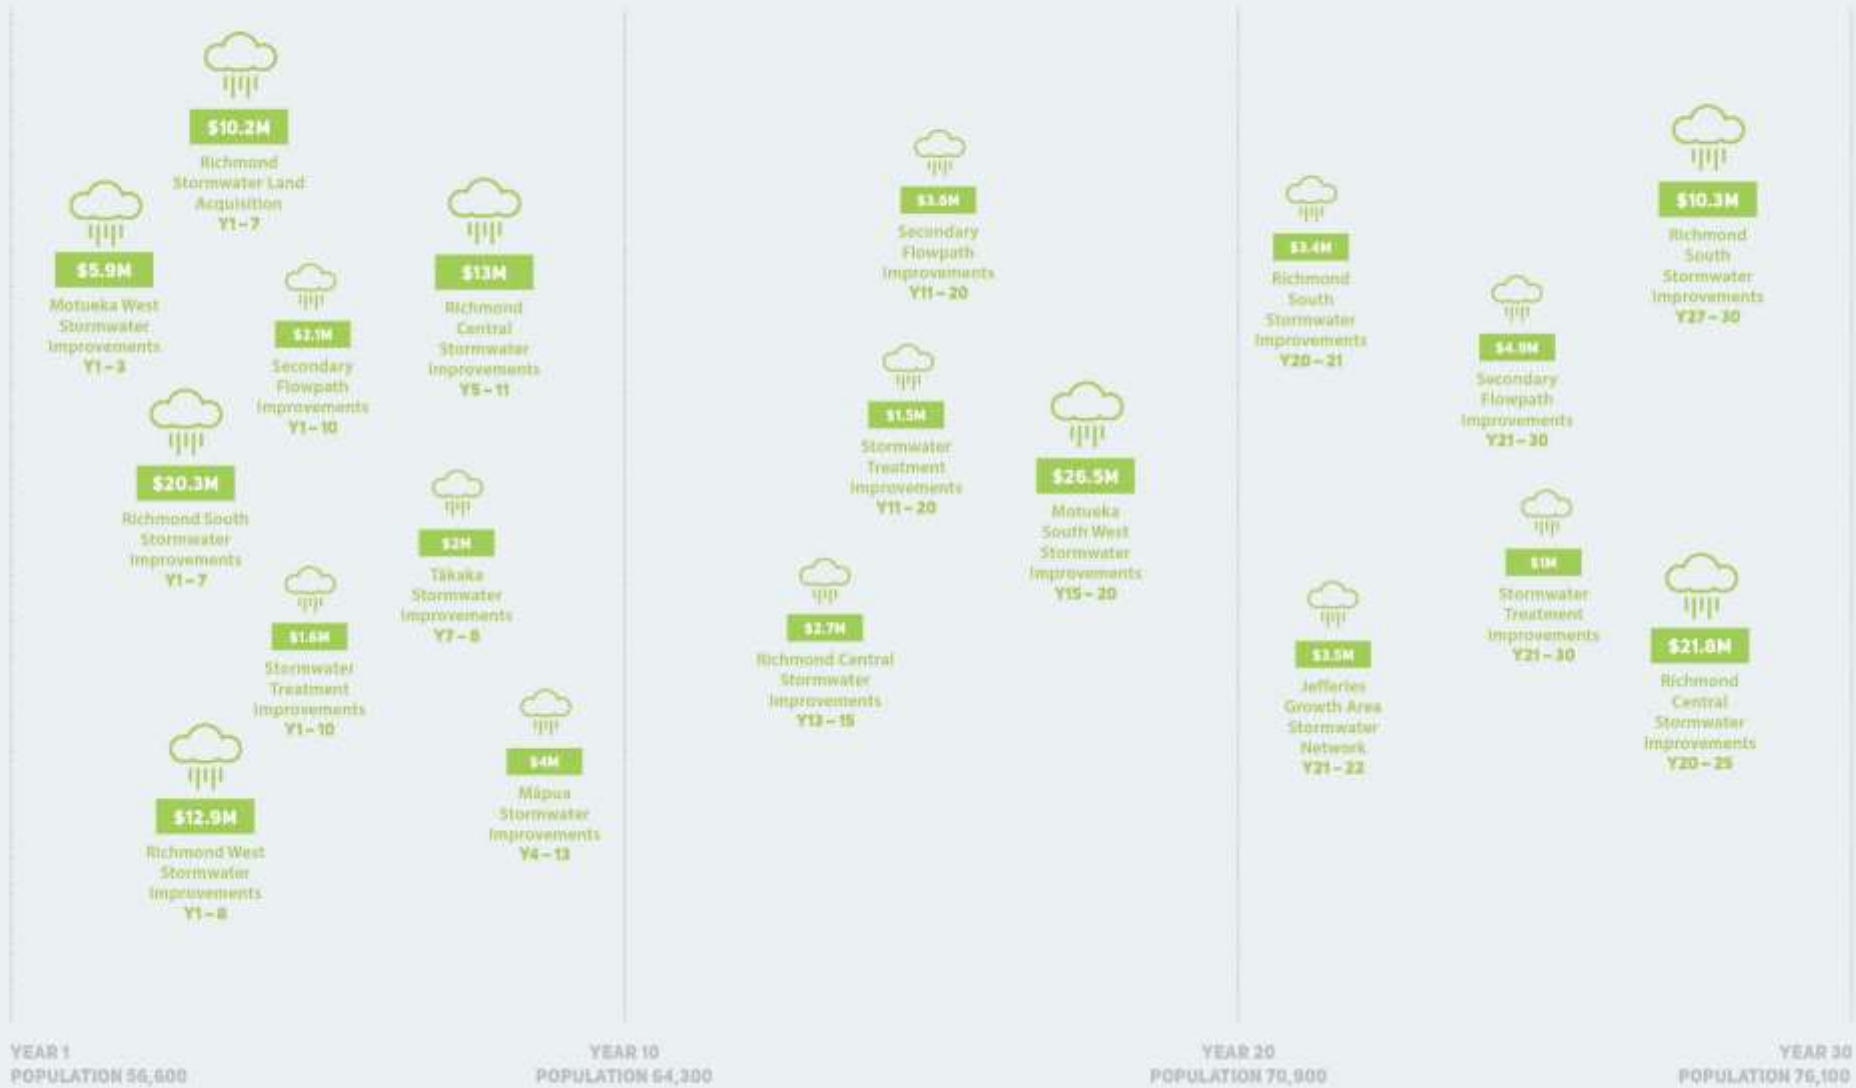 $10.2M
Richmond
Stormwater Land
Acquisition
Y1–7
$5.9M
Motueka West
Stormwater
Improvements
Y1–3
$2.1M
Secondary
Flowpath
Improvements
Y1–10
$13M
Richmond
Central
Stormwater
Improvements
Y5–11
$20.3M
Richmond South
Stormwater
Improvements
Y1–7
$2M
Tākaka
Stormwater
Improvements
Y7–8
$1.6M
Stormwater
Treatment
Improvements
Y1–10
$4M
Māpua
Stormwater
Improvements
Y4–13
$12.9M
Richmond West
Stormwater
Improvements
Y1–8
Secondary
Flowpath
Improvements
Y11–20
$1.5M
Stormwater
Treatment
Improvements
Y11–20
$26.5M
Motueka
South West
Stormwater
Improvements
Y15–20
$2.7M
Richmond Central
Stormwater
Improvements
Y13–15
$3.4M
Richmond
South
Stormwater
Improvements
Y20–21
$10.3M
Richmond
South
Stormwater
Improvements
Y27–30
$4.9M
Secondary
Flowpath
Improvements
Y21–30
$1M
Stormwater
Treatment
Improvements
Y21–30
$3.5M
Jefferies
Growth Area
Stormwater
Network
Y21–22
$21.8M
Richmond
Central
Stormwater
Improvements
Y20–25
YEAR 1
POPULATION 56,600
YEAR 10
POPULATION 64,300
YEAR 20
POPULATION 70,900
YEAR 30
POPULATION 76,100